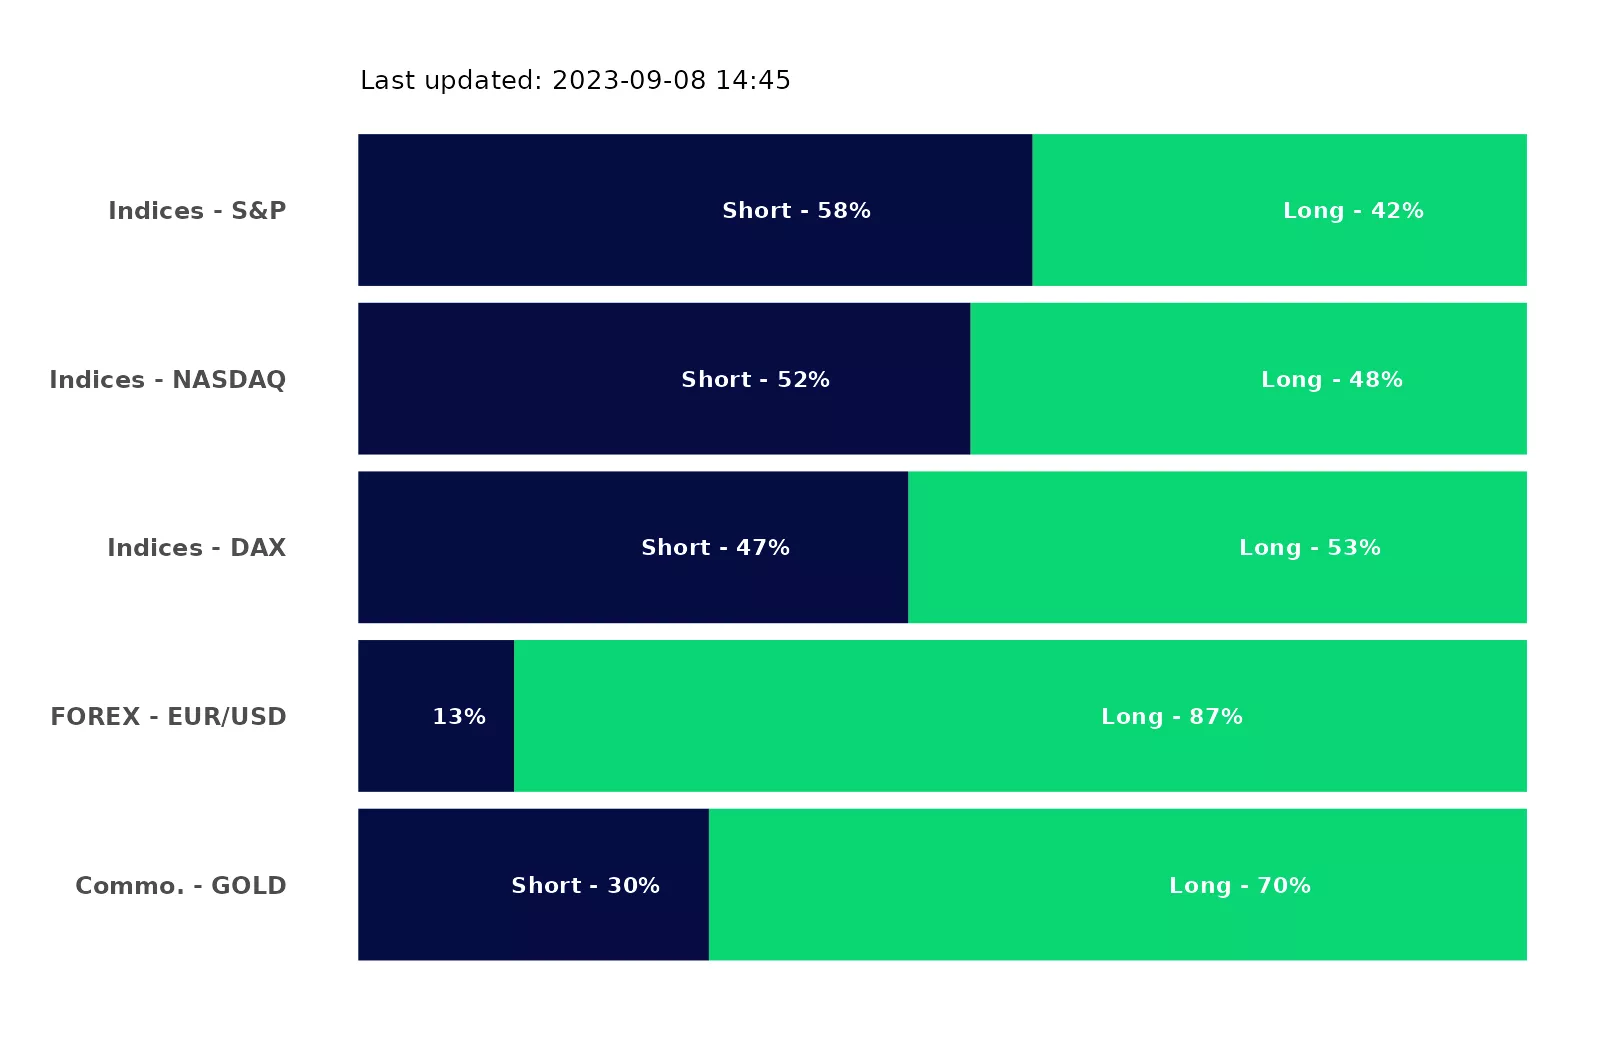 Last updated: 2023-09-08 14:45
Indices - S&P Short - 58% Long - 42%
Indices - NASDAQ Short - 52% Long - 48%
Indices - DAX Short - 47% Long - 53%
FOREX - EUR/USD 13% Long - 87%
Commo. - GOLD Short - 30% Long - 70%